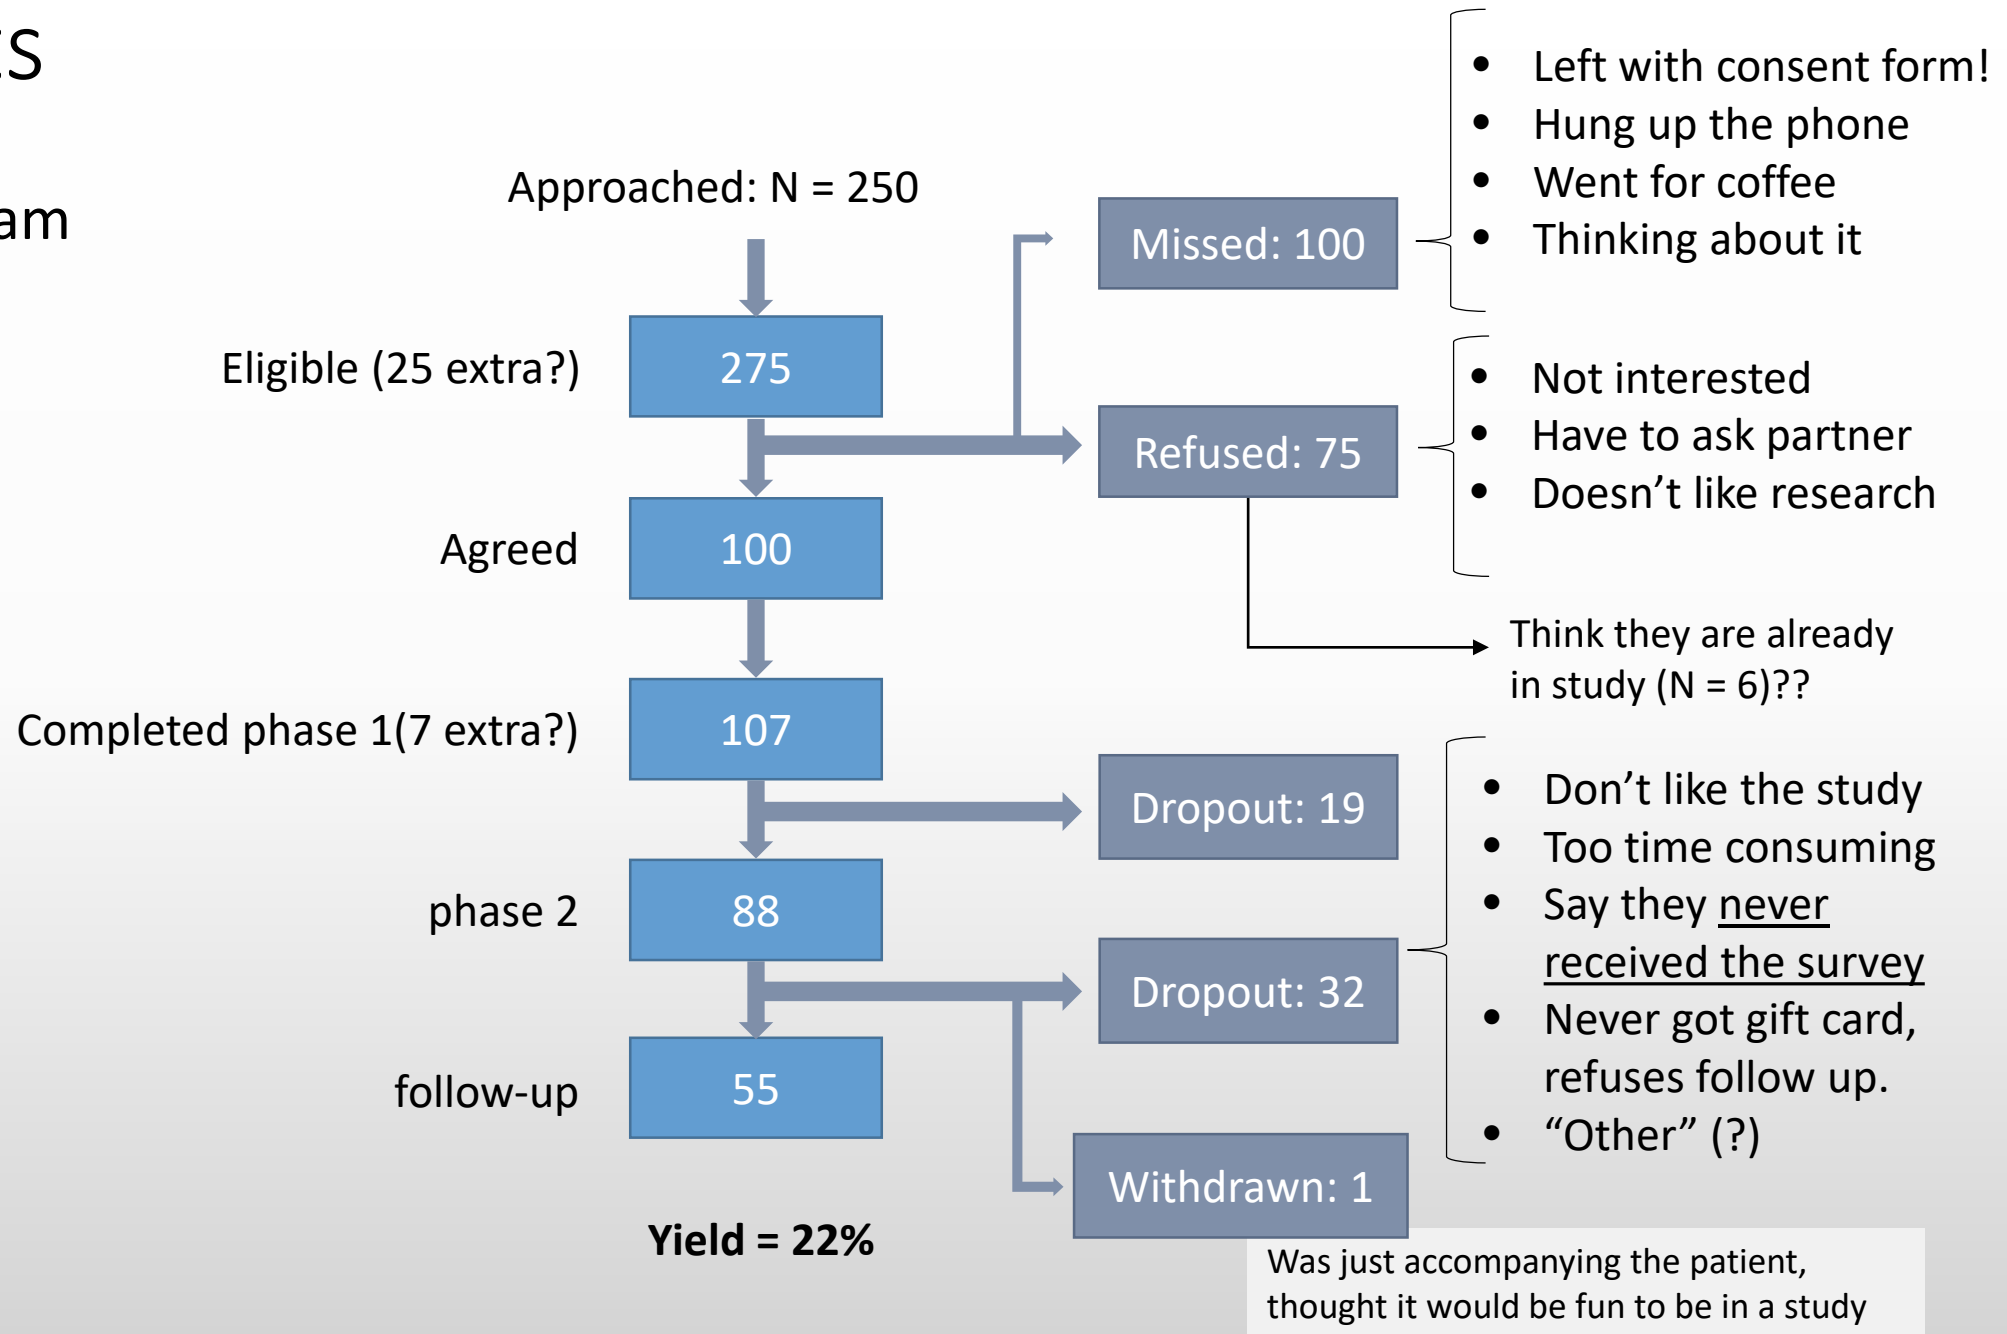 Approached: N = 250
Eligible (25 extra?)
275
Agreed
100
Completed phase 1(7 extra?)
107
phase 2
88
follow-up
55
Yield = 22%
Missed: 100
• Left with consent form!
• Hung up the phone
• Went for coffee
• Thinking about it
Refused: 75
• Not interested
• Have to ask partner
• Doesn’t like research
Think they are already
in study (N = 6)??
Dropout: 19
Dropout: 32
• Don’t like the study
• Too time consuming
• Say they never
received the survey
• Never got gift card,
refuses follow up.
• “Other” (?)
Withdrawn: 1
Was just accompanying the patient,
thought it would be fun to be in a study